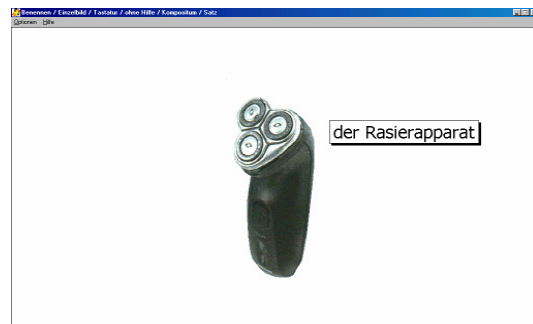 Benennen / Einzelbild / Tastatur / ohne Hilfe / Kompositum / Satz
Optionen Hilfe
der Rasierapparat